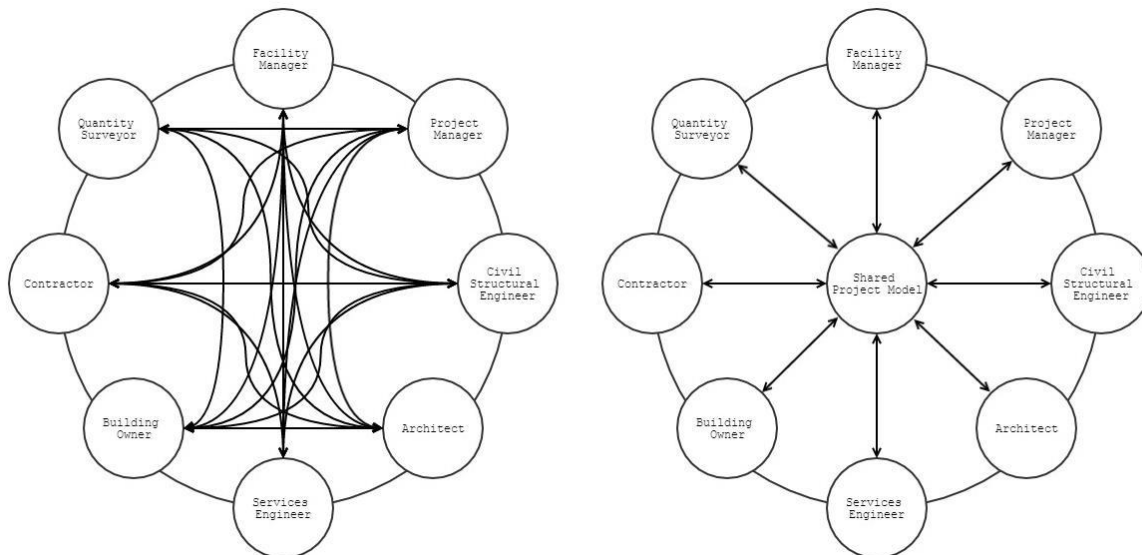 Facility
Manager
Quantity
Surveyor
Project
Manager
Contractor
Civil
Structural
Engineer
Building
Owner
Architect
Services
Engineer
Facility
Manager
Quantity
Surveyor
Project
Manager
Contractor
Shared
Project Model
Civil
Structural
Engineer
Building
Owner
Architect
Services
Engineer